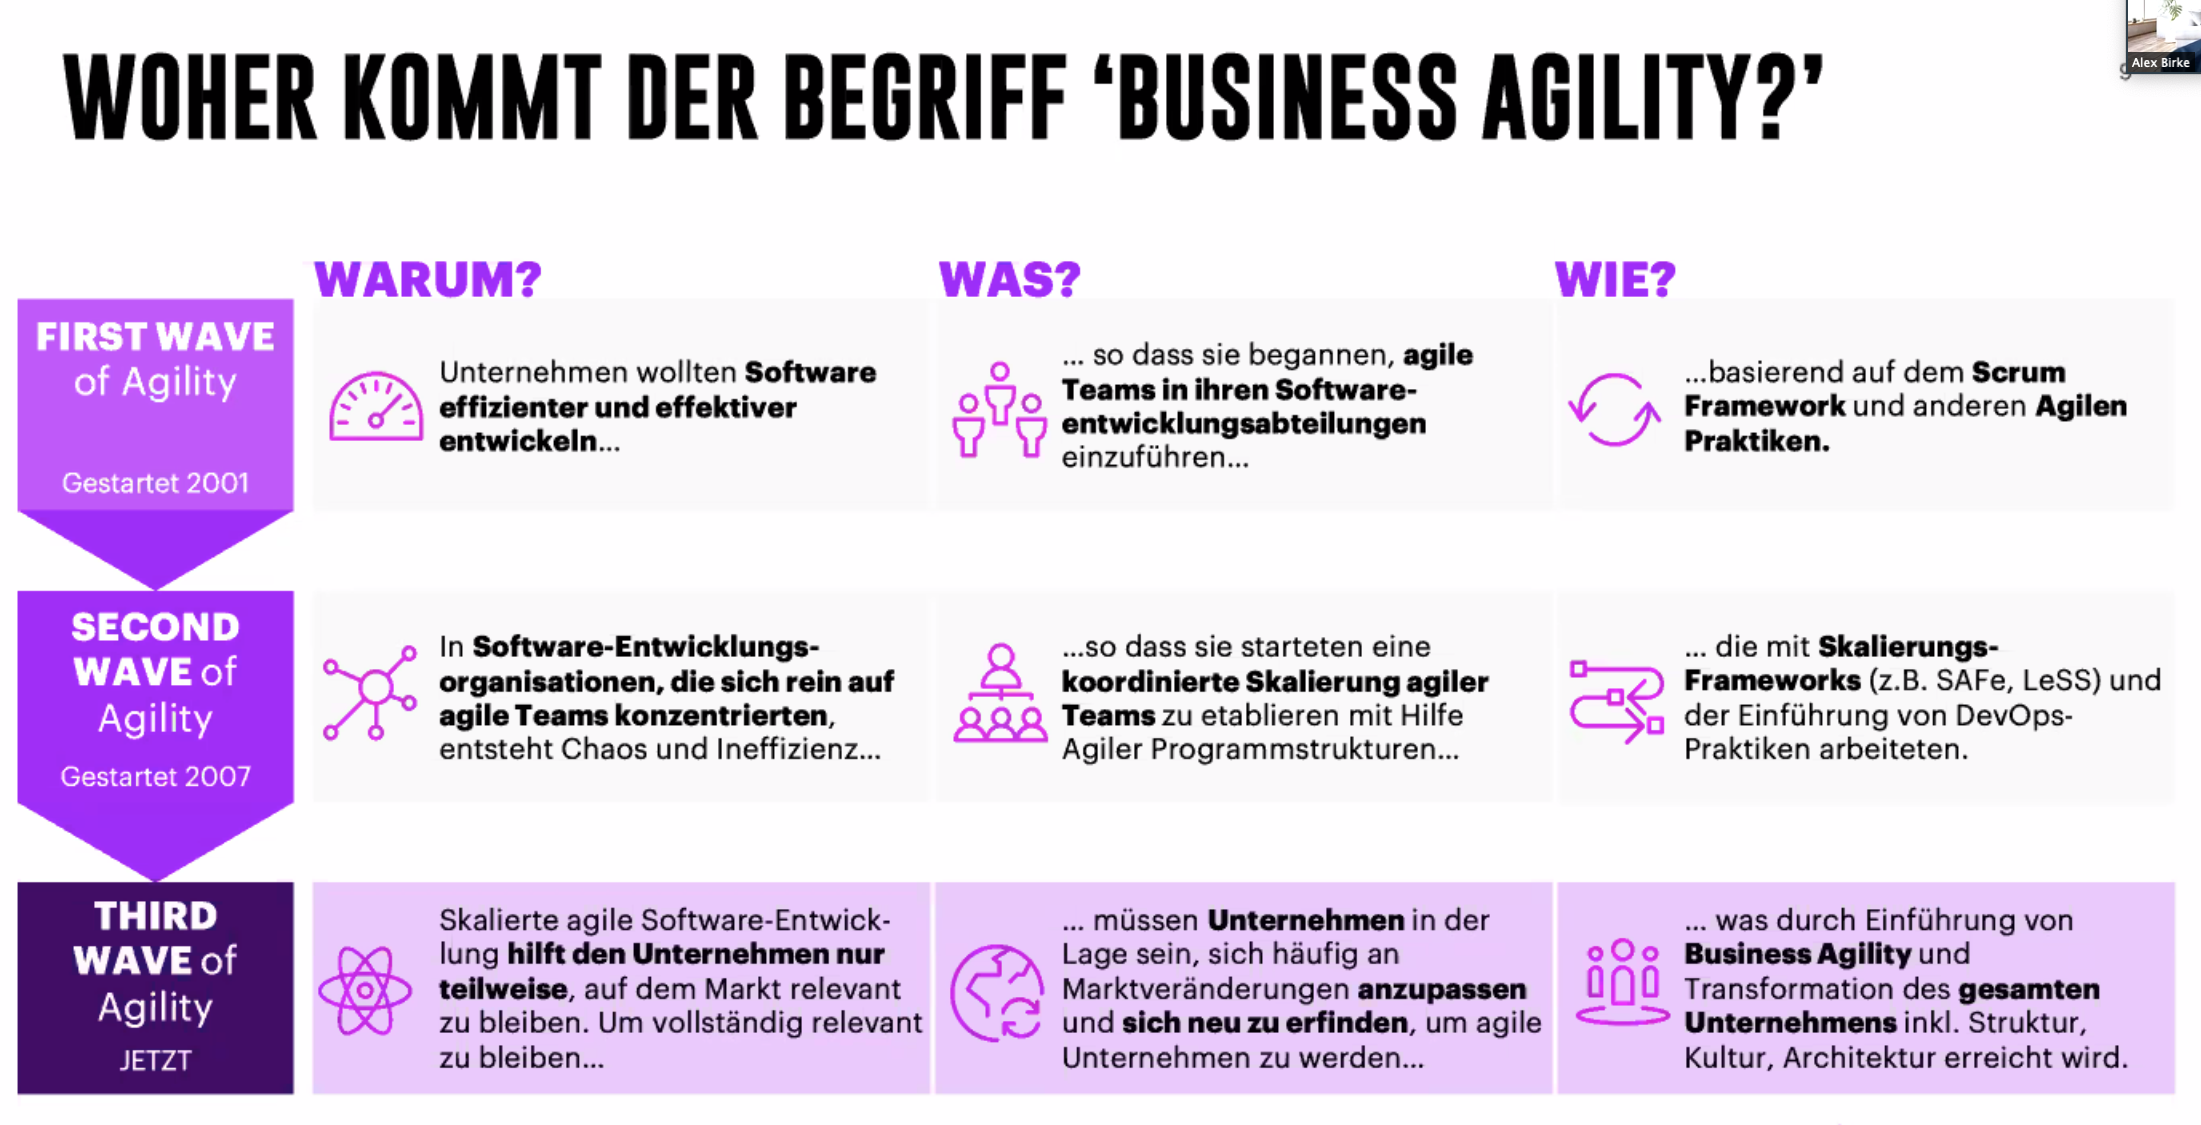 WOHER KOMMT DER BEGRIFF ‘BUSINESS AGILITY?’
Alex Birke
WARUM?
WAS?
WIE?
FIRST WAVE
of Agility
Gestartet 2001
Unternehmen wollten Software
effizienter und effektiver
entwickeln...
... so dass sie begannen, agile
Teams in ihren Software-
entwicklungsabteilungen
einzuführen...
...basierend auf dem Scrum
Framework und anderen Agilen
Praktiken.
SECOND
WAVE of
Agility
Gestartet 2007
In Software-Entwicklungs-
organisationen, die sich rein auf
agile Teams konzentrierten,
entsteht Chaos und Ineffizienz...
...so dass sie starteten eine
koordinierte Skalierung agiler
Teams zu etablieren mit Hilfe
Agiler Programmstrukturen...
... die mit Skalierungs-
Frameworks (z.B. SAFe, LeSS) und
der Einführung von DevOps-
Praktiken arbeiteten.
THIRD
WAVE of
Agility
JETZT
Skalierte agile Software-Entwick-
lung hilft den Unternehmen nur
teilweise, auf dem Markt relevant
zu bleiben. Um vollständig relevant
zu bleiben...
... müssen Unternehmen in der
Lage sein, sich häufig an
Marktveränderungen anzupassen
und sich neu zu erfinden, um agile
Unternehmen zu werden...
... was durch Einführung von
Business Agility und
Transformation des gesamten
Unternehmens inkl. Struktur,
Kultur, Architektur erreicht wird.